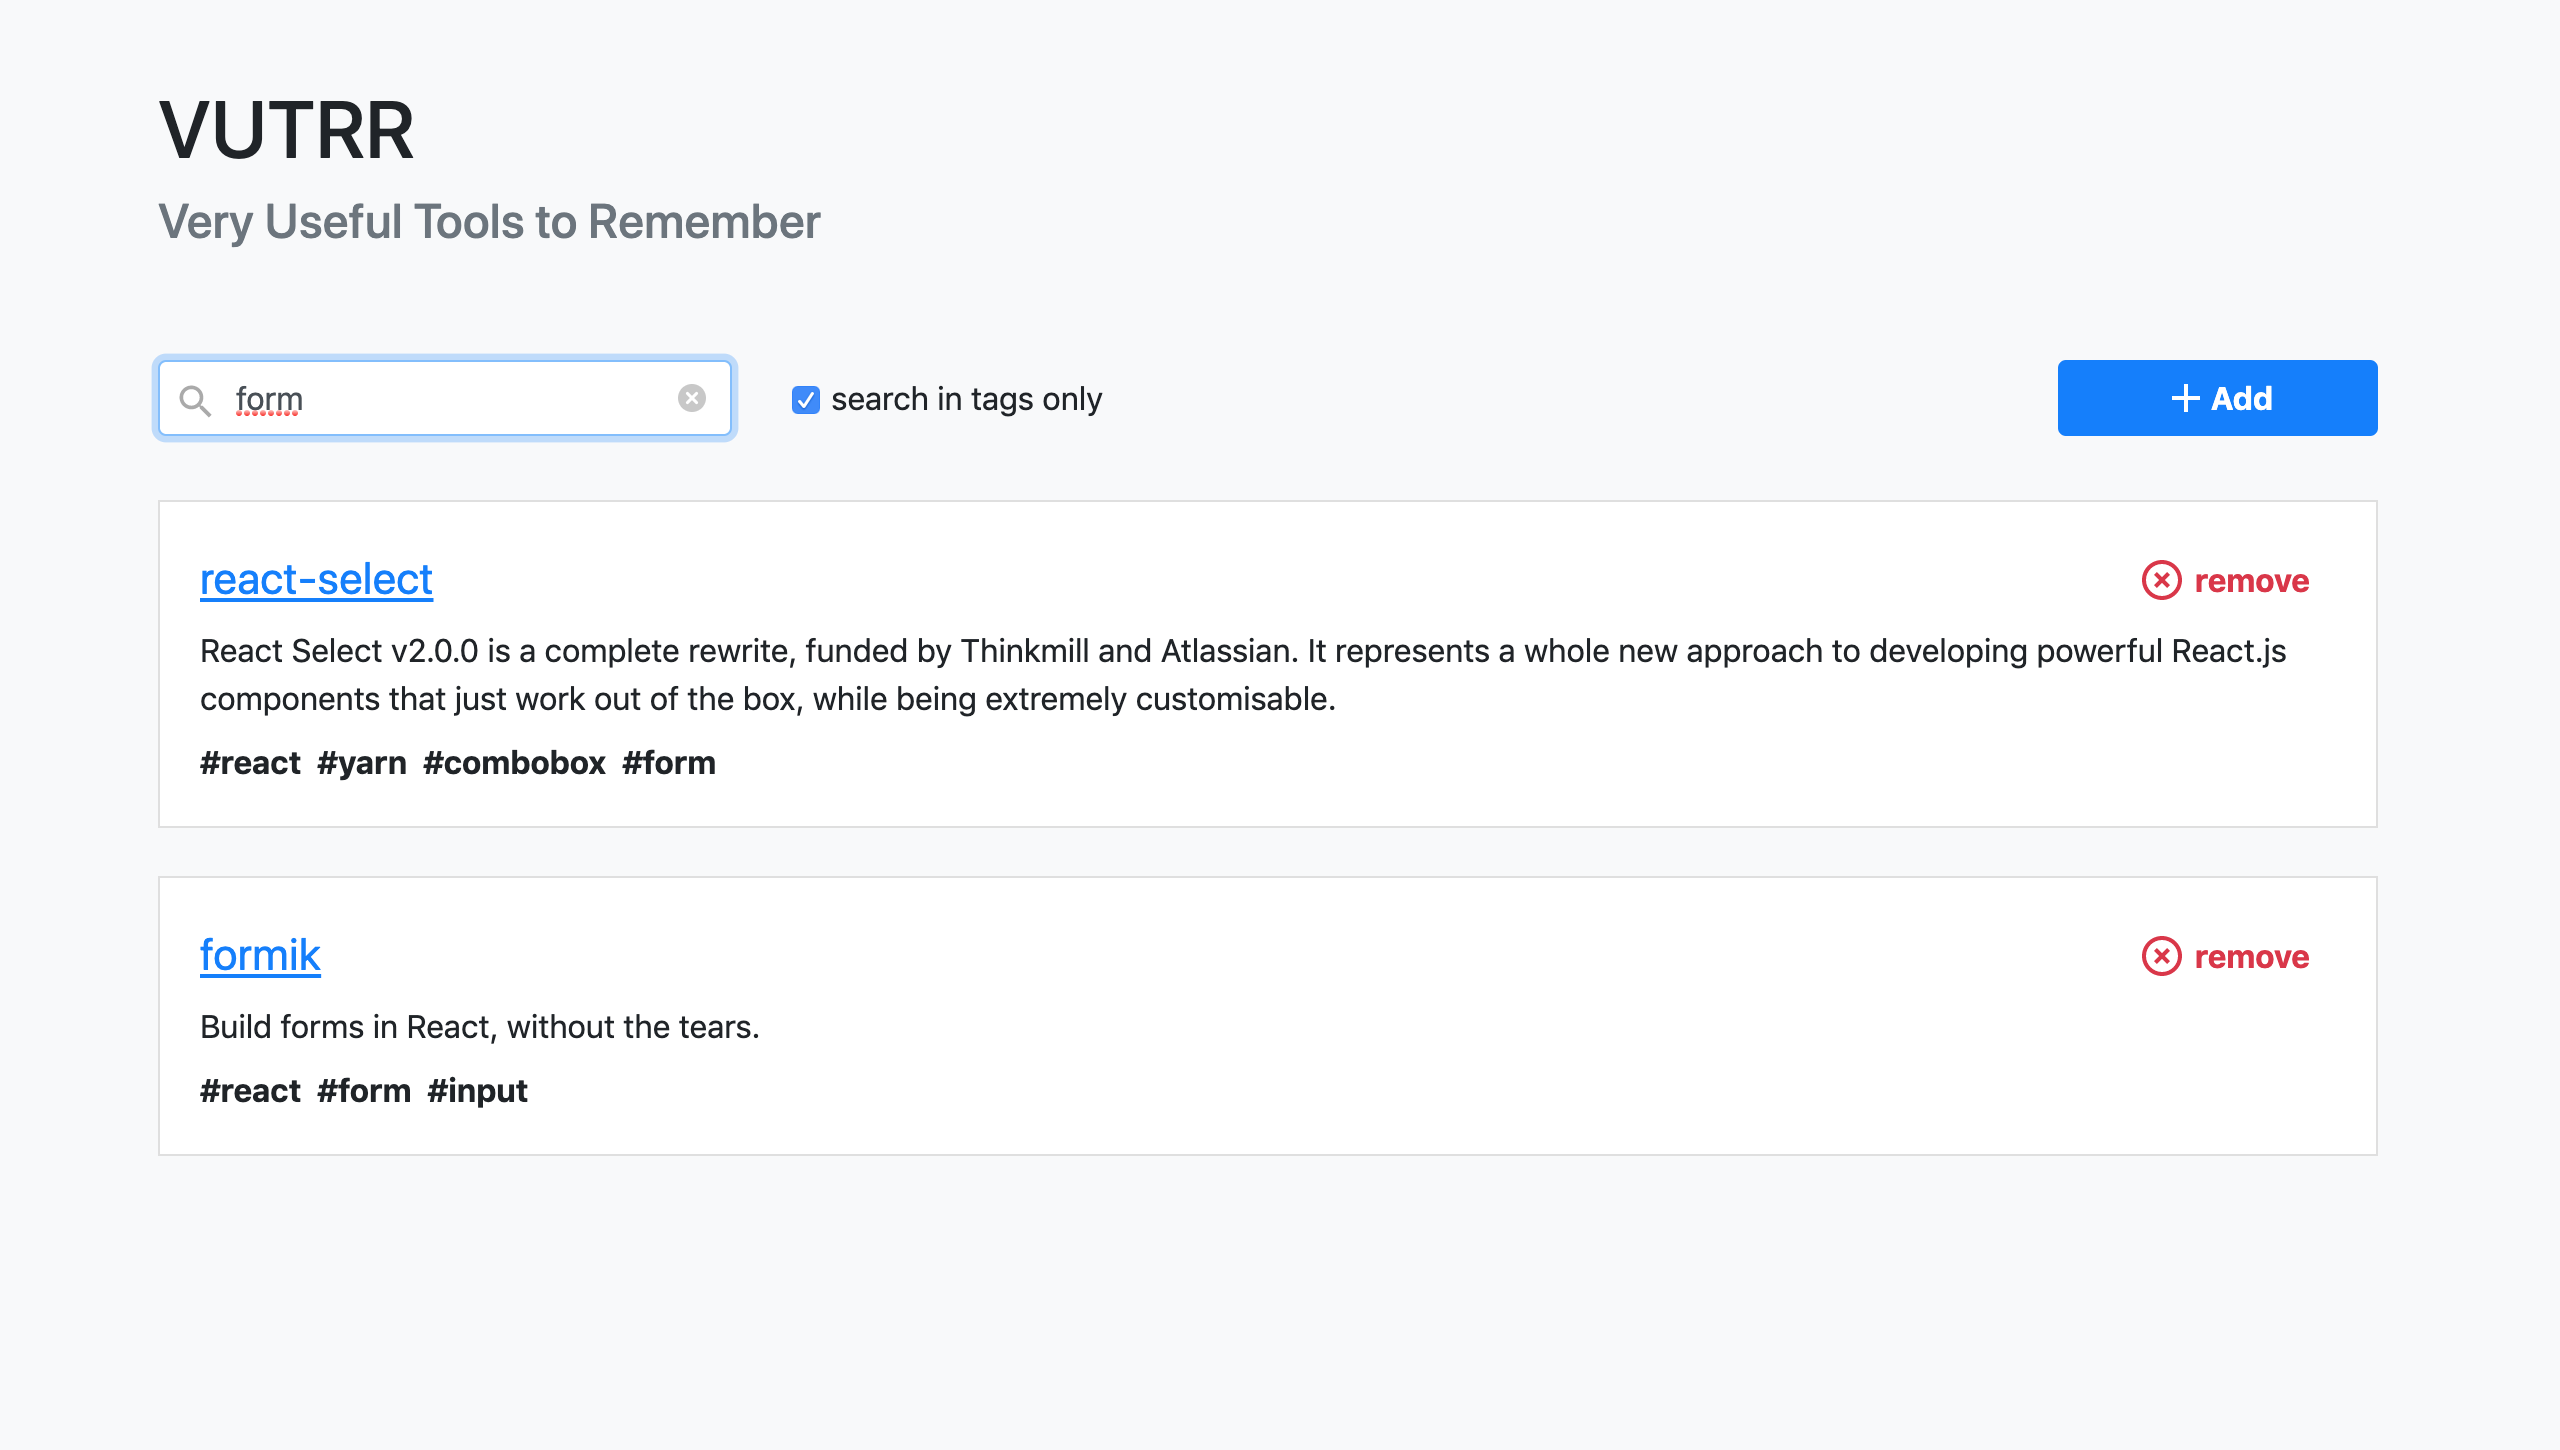 VUTRR
Very Useful Tools to Remember
form
search in tags only
Add
react-select
remove
React Select v2.0.0 is a complete rewrite, funded by Thinkmill and Atlassian. It represents a whole new approach to developing powerful React.js
components that just work out of the box, while being extremely customisable.
#react #yarn #combobox #form
formik
remove
Build forms in React, without the tears.
#react #form #input